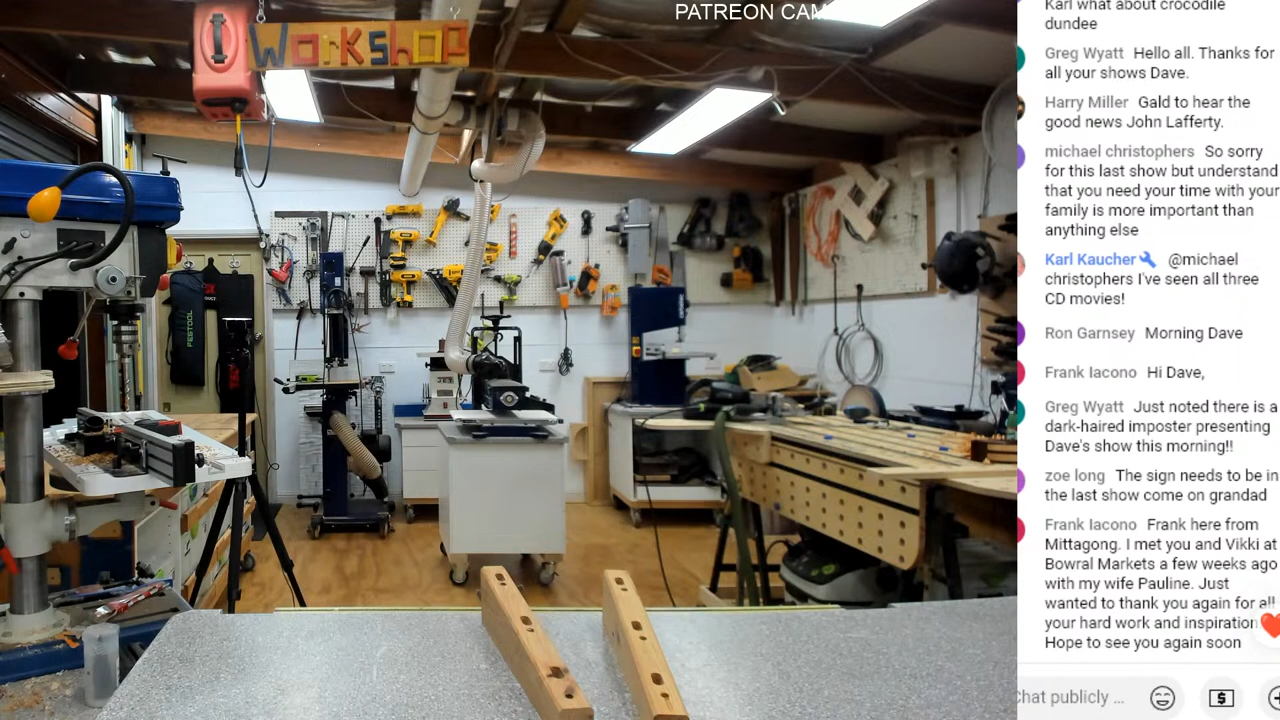 PATREON CAM
WORKSHOP
FESTOOL
JET
Karl what about crocodile
dundee
Greg Wyatt Hello all. Thanks for
all your shows Dave.
Harry Miller Gald to hear the
good news John Lafferty.
michael christophers So sorry
for this last show but understand
that you need your time with your
family is more important than
anything else
Karl Kaucher @michael
christophers I've seen all three
CD movies!
Ron Garnsey Morning Dave
Frank Iacono Hi Dave,
Greg Wyatt Just noted there is a
dark-haired imposter presenting
Dave's show this morning!!
zoe long The sign needs to be in
the last show come on grandad
Frank Iacono Frank here from
Mittagong. I met you and Vikki at
Bowral Markets a few weeks ago
with my wife Pauline. Just
wanted to thank you again for all
your hard work and inspiration
Hope to see you again soon
Chat publicly ...